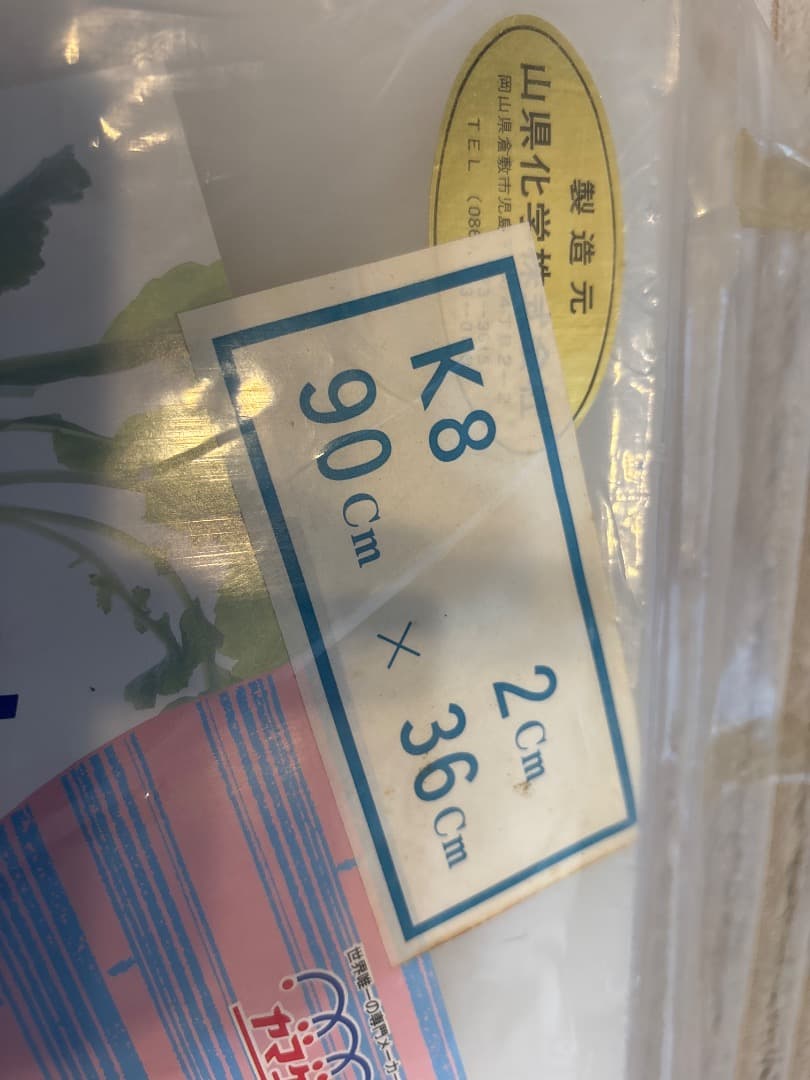 製造元
山県化学株
岡山県倉敷市児島
TEL (086
K8 2cm
90cm × 36cm
世界唯一の専門メーカー